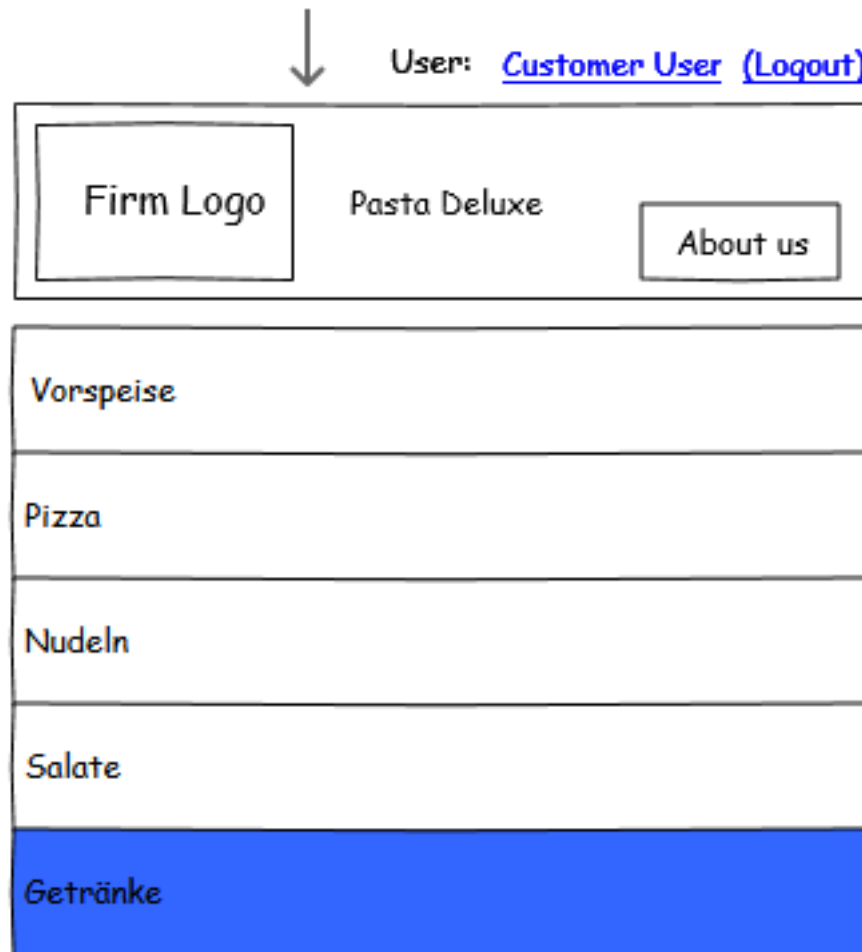 User: Customer User (Logout)
Firm Logo
Pasta Deluxe
About us
Vorspeise
Pizza
Nudeln
Salate
Getränke